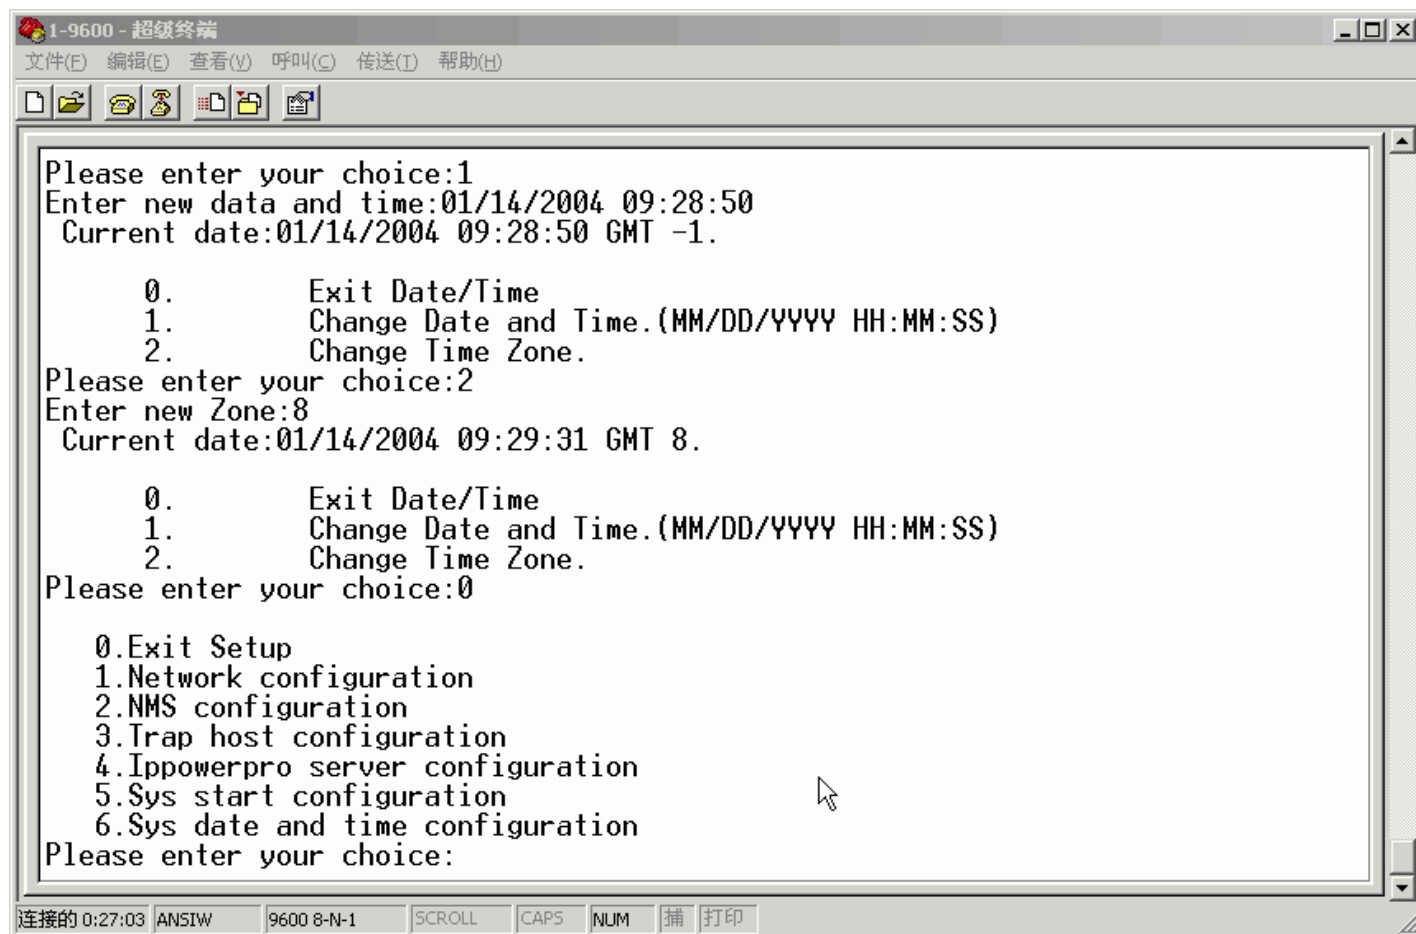 1-9600 - 超级终端
文件(F) 编辑(E) 查看(V) 呼叫(C) 传送(T) 帮助(H)
Please enter your choice:1
Enter new data and time:01/14/2004 09:28:50
Current date:01/14/2004 09:28:50 GMT -1.
0. Exit Date/Time
1. Change Date and Time.(MM/DD/YYYY HH:MM:SS)
2. Change Time Zone.
Please enter your choice:2
Enter new Zone:8
Current date:01/14/2004 09:29:31 GMT 8.
0. Exit Date/Time
1. Change Date and Time.(MM/DD/YYYY HH:MM:SS)
2. Change Time Zone.
Please enter your choice:0
0.Exit Setup
1.Network configuration
2.NMS configuration
3.Trap host configuration
4.Ippowerpro server configuration
5.Sys start configuration
6.Sys date and time configuration
Please enter your choice:
连接的 0:27:03 ANSIW 9600 8-N-1 SCROLL CAPS NUM 捕 打印